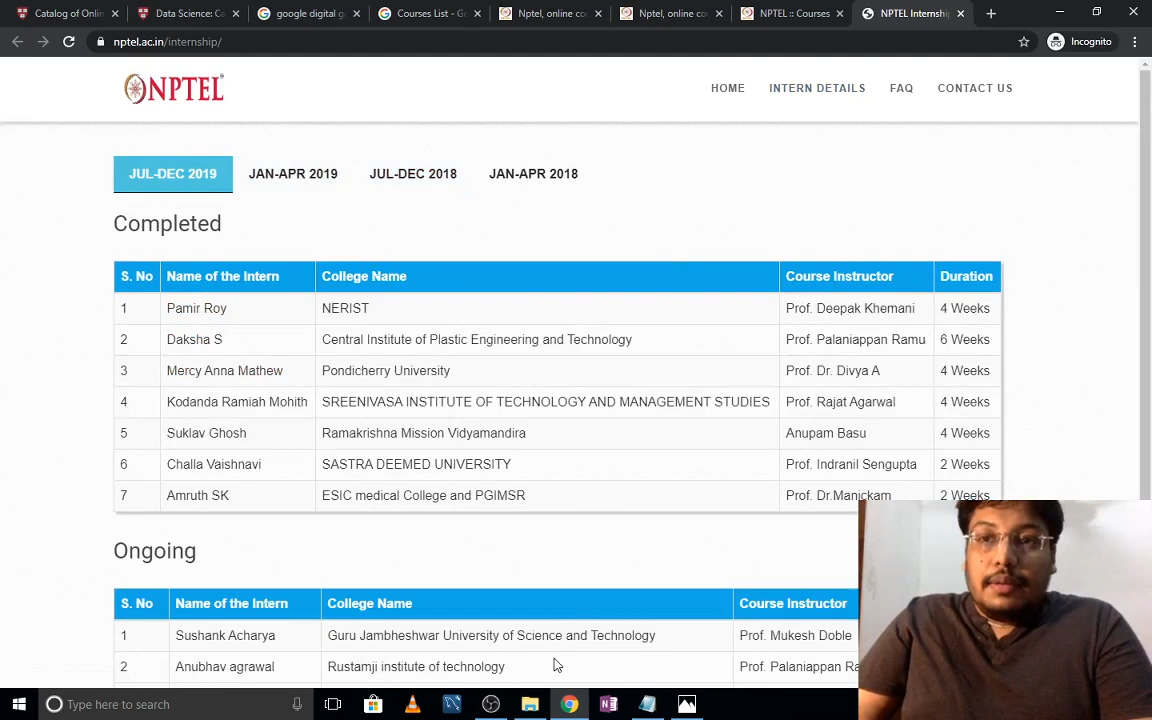 Catalog of Onlin
Data Science: Ca
google digital ga
Courses List - G
Nptel, online co
Nptel, online co
NPTEL :: Courses
NPTEL Internship
nptel.ac.in/internship/
Incognito
NPTEL
HOME
INTERN DETAILS
FAQ
CONTACT US
JUL-DEC 2019
JAN-APR 2019
JUL-DEC 2018
JAN-APR 2018
Completed
S. No Name of the Intern College Name Course Instructor Duration
1 Pamir Roy NERIST Prof. Deepak Khemani 4 Weeks
2 Daksha S Central Institute of Plastic Engineering and Technology Prof. Palaniappan Ramu 6 Weeks
3 Mercy Anna Mathew Pondicherry University Prof. Dr. Divya A 4 Weeks
4 Kodanda Ramiah Mohith SREENIVASA INSTITUTE OF TECHNOLOGY AND MANAGEMENT STUDIES Prof. Rajat Agarwal 4 Weeks
5 Suklav Ghosh Ramakrishna Mission Vidyamandira Anupam Basu 4 Weeks
6 Challa Vaishnavi SASTRA DEEMED UNIVERSITY Prof. Indranil Sengupta 2 Weeks
7 Amruth SK ESIC medical College and PGIMSR Prof. Dr.Manickam 2 Weeks
Ongoing
S. No Name of the Intern College Name Course Instructor
1 Sushank Acharya Guru Jambheshwar University of Science and Technology Prof. Mukesh Doble
2 Anubhav agrawal Rustamji institute of technology Prof. Palaniappan Ra
Type here to search